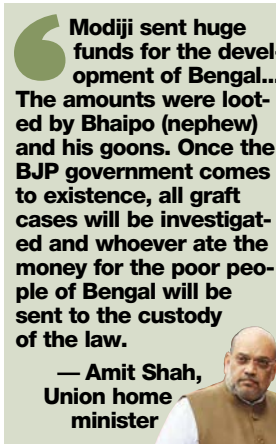 Modiji sent huge
funds for the devel-
opment of Bengal...
The amounts were loot-
ed by Bhaipo (nephew)
and his goons. Once the
BJP government comes
to existence, all graft
cases will be investigat-
ed and whoever ate the
money for the poor peo-
ple of Bengal will be
sent to the custody
of the law.
— Amit Shah,
Union home
minister